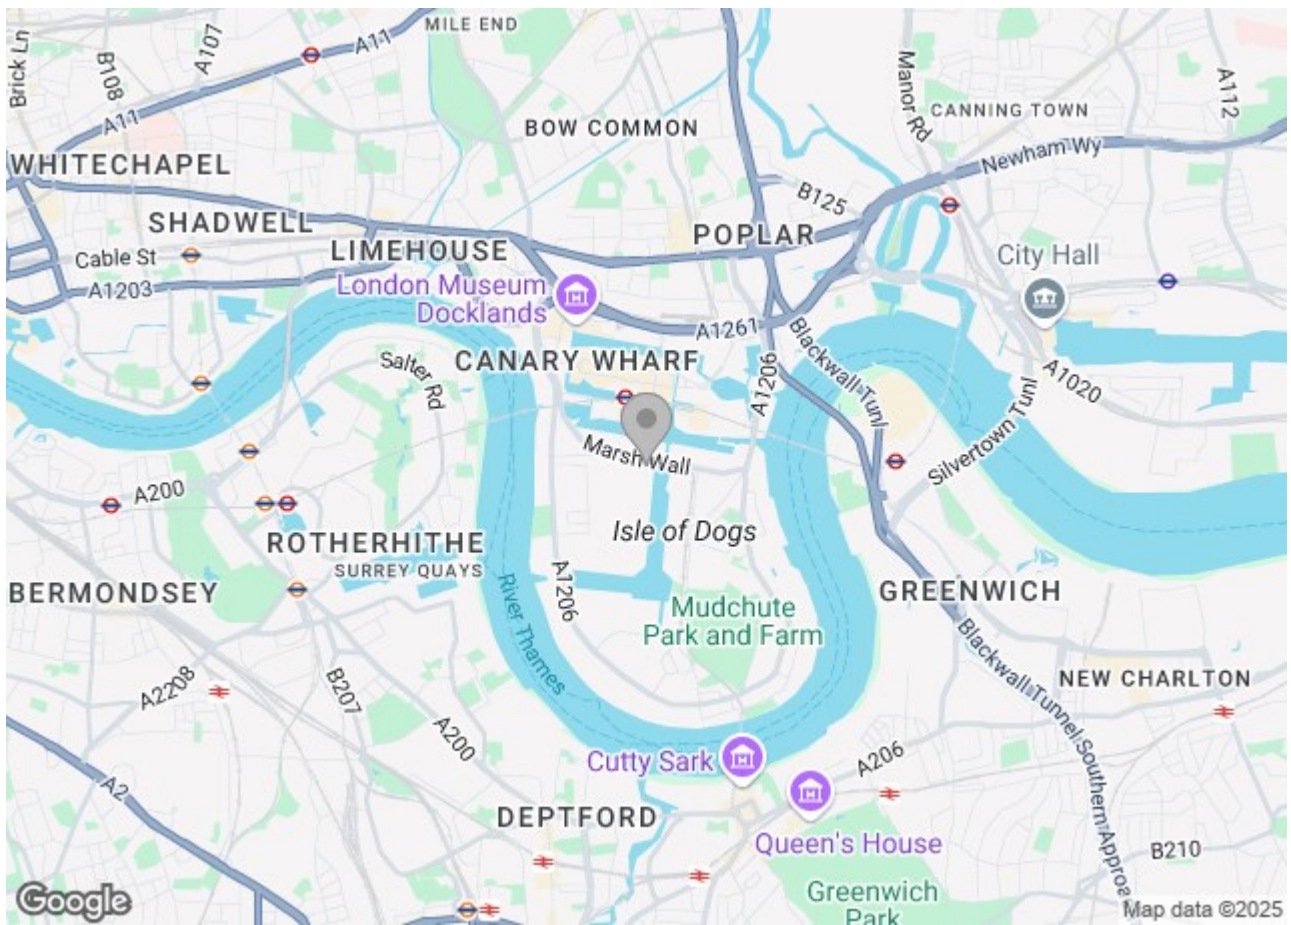 MILE END
A11
A107
Brick Ln
B108
A11
Manor Rd
A112
CANNING TOWN
BOW COMMON
Newham Wy
WHITECHAPEL
B125
SHADWELL
LIMEHOUSE
POPLAR
Cable St
City Hall
A1203
London Museum
Docklands
A1261
Blackwall Tunl
CANARY WHARF
A1206
Salter Rd
A1020
Silvertown Tunl
Marsh Wall
A200
Isle of Dogs
ROTHERHITHE
SURREY QUAYS
BERMONDSEY
A1206
River Thames
GREENWICH
Mudchute
Park and Farm
Blackwall Tunnel Southern Approa
A2208
B207
NEW CHARLTON
A200
A206
Cutty Sark
A2
DEPTFORD
Queen's House
B210
Greenwich
Park
Google
Map data ©2025